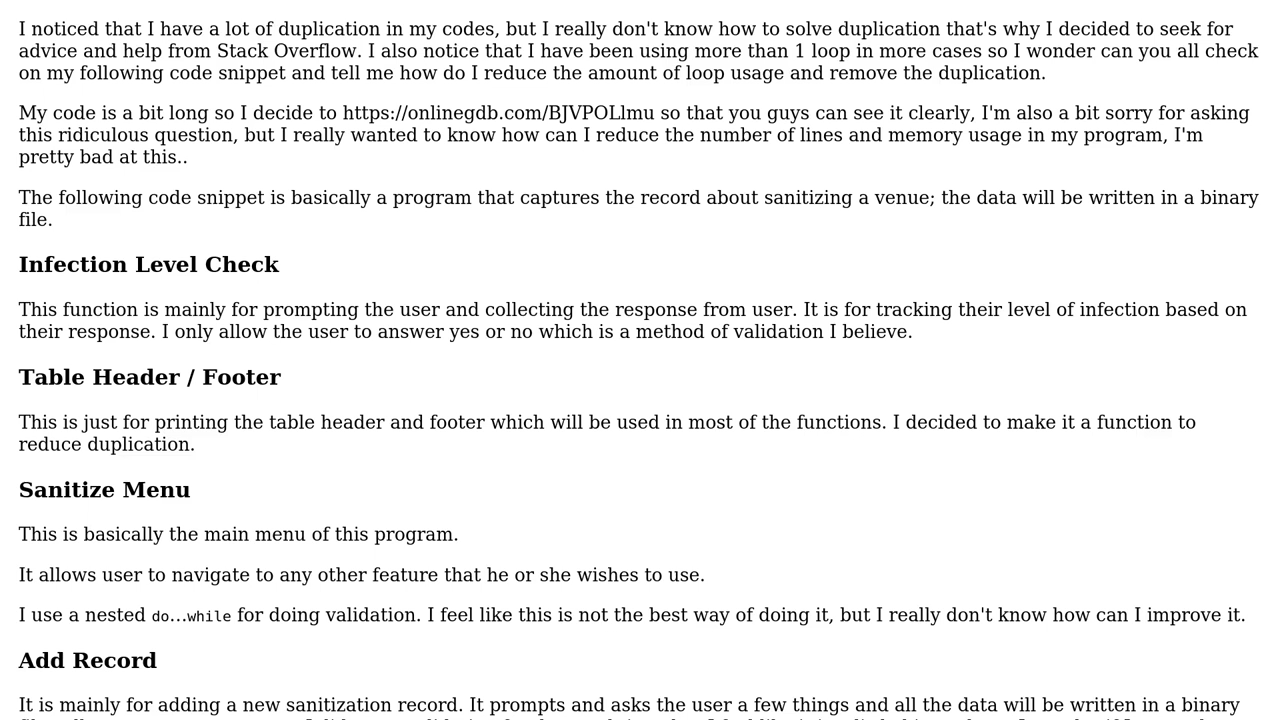 I noticed that I have a lot of duplication in my codes, but I really don't know how to solve duplication that's why I decided to seek for
advice and help from Stack Overflow. I also notice that I have been using more than 1 loop in more cases so I wonder can you all check
on my following code snippet and tell me how do I reduce the amount of loop usage and remove the duplication.
My code is a bit long so I decide to https://onlinegdb.com/BJVPOLlmu so that you guys can see it clearly, I'm also a bit sorry for asking
this ridiculous question, but I really wanted to know how can I reduce the number of lines and memory usage in my program, I'm
pretty bad at this..
The following code snippet is basically a program that captures the record about sanitizing a venue; the data will be written in a binary
file.
Infection Level Check
This function is mainly for prompting the user and collecting the response from user. It is for tracking their level of infection based on
their response. I only allow the user to answer yes or no which is a method of validation I believe.
Table Header / Footer
This is just for printing the table header and footer which will be used in most of the functions. I decided to make it a function to
reduce duplication.
Sanitize Menu
This is basically the main menu of this program.
It allows user to navigate to any other feature that he or she wishes to use.
I use a nested do...while for doing validation. I feel like this is not the best way of doing it, but I really don't know how can I improve it.
Add Record
It is mainly for adding a new sanitization record. It prompts and asks the user a few things and all the data will be written in a binary